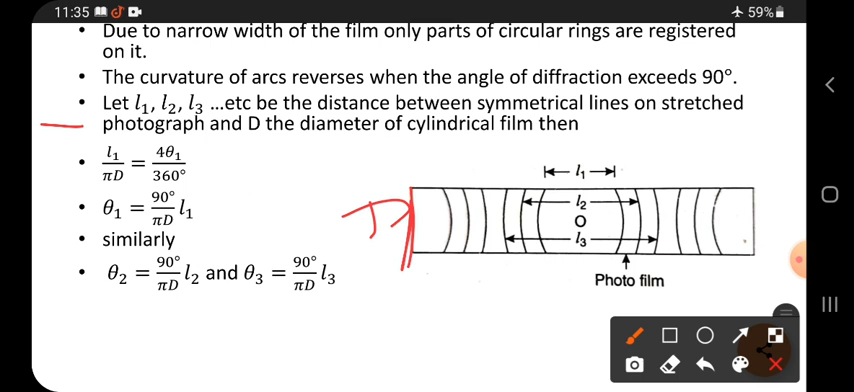 11:35
59%
• Due to narrow width of the film only parts of circular rings are registered
on it.
• The curvature of arcs reverses when the angle of diffraction exceeds 90°.
• Let l₁, l₂, l₃ ...etc be the distance between symmetrical lines on stretched
photograph and D the diameter of cylindrical film then
• l₁/πD = 4θ₁/360°
• θ₁ = 90°/πD l₁
• similarly
• θ₂ = 90°/πD l₂ and θ₃ = 90°/πD l₃
l₁
l₂
O
l₃
Photo film